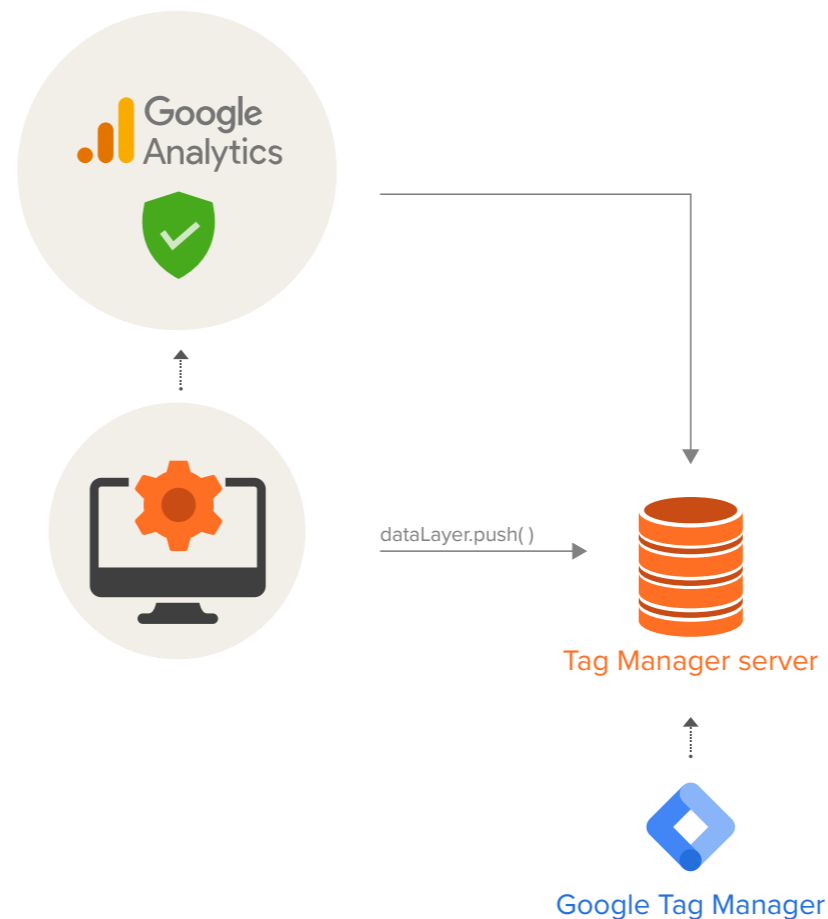 Google
Analytics
dataLayer.push( )
Tag Manager server
Google Tag Manager